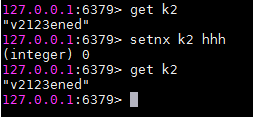 127.0.0.1:6379> get k2
"v2123ened"
127.0.0.1:6379> setnx k2 hhh
(integer) 0
127.0.0.1:6379> get k2
"v2123ened"
127.0.0.1:6379>